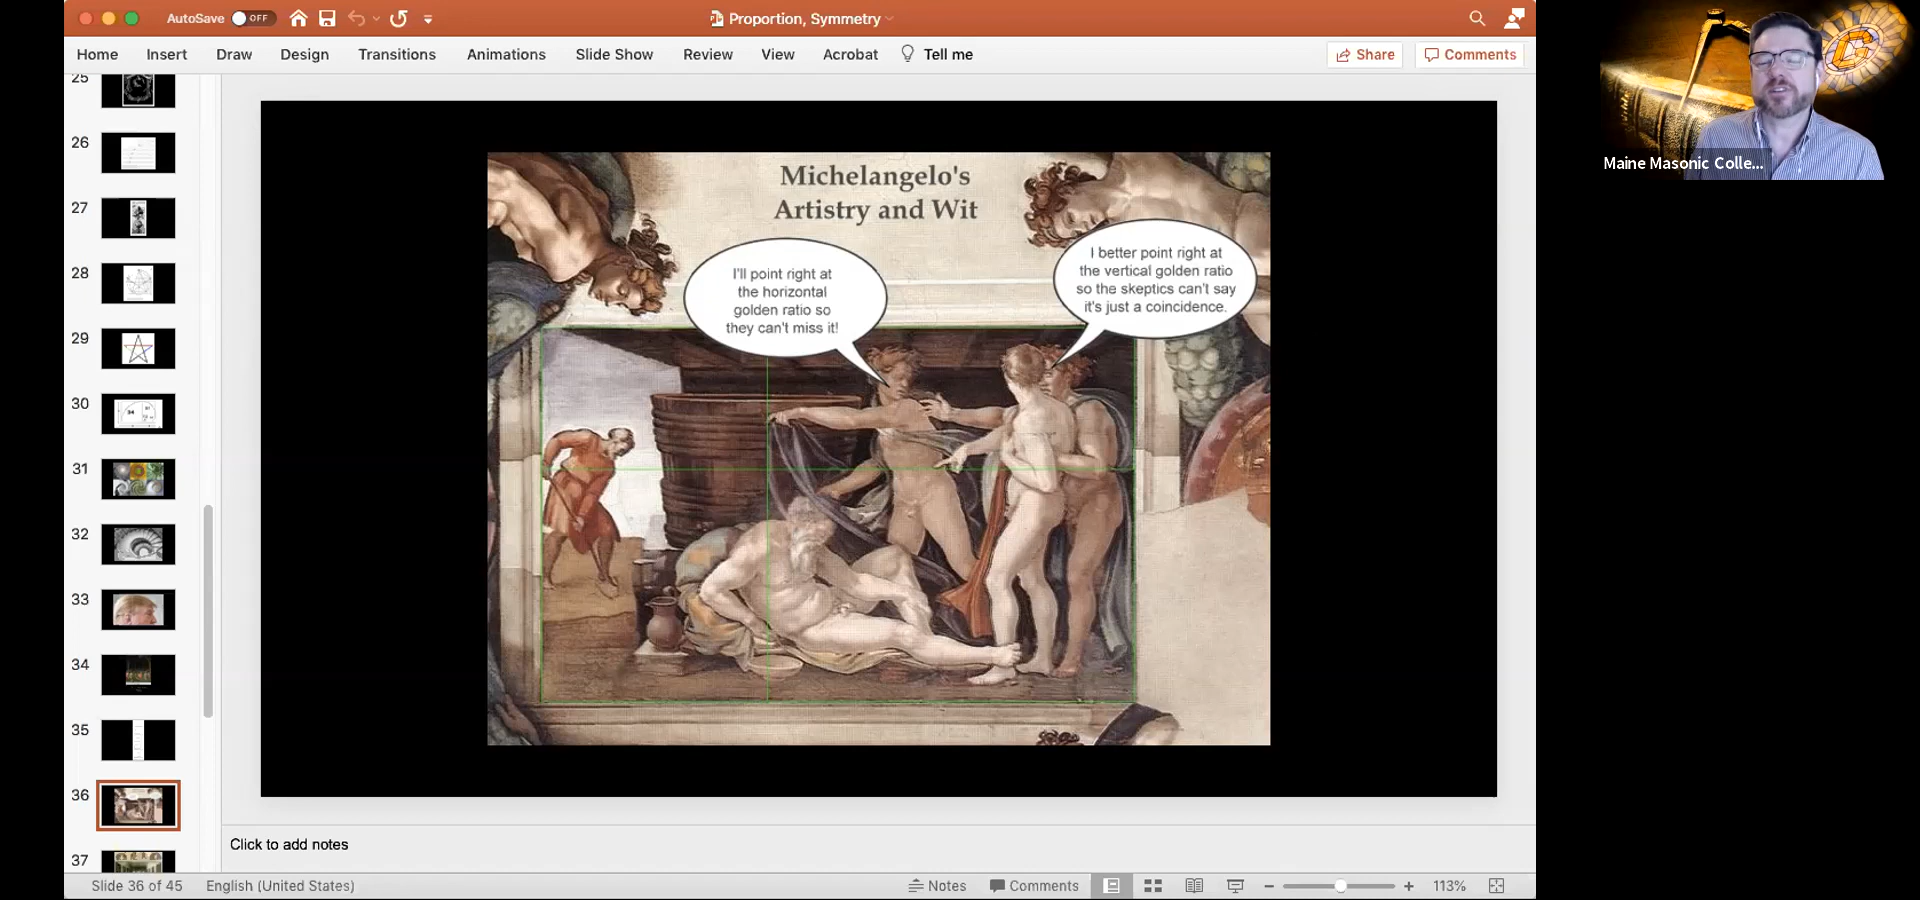 AutoSave OFF
Proportion, Symmetry
Home Insert Draw Design Transitions Animations Slide Show Review View Acrobat Tell me
Share Comments
25
26
27
28
29
30
31
32
33
34
35
36
37
Michelangelo's
Artistry and Wit
I'll point right at
the horizontal
golden ratio so
they can't miss it!
I better point right at
the vertical golden ratio
so the skeptics can't say
it's just a coincidence.
Click to add notes
Slide 36 of 45 English (United States)
Notes Comments 113%
G
Maine Masonic Colle...